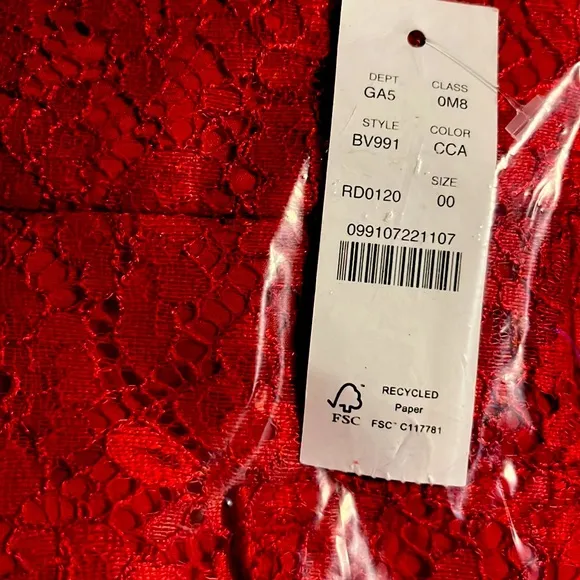 DEPT CLASS
GA5 0M8
STYLE COLOR
BV991 CCA
SIZE
RD0120 00
099107221107
RECYCLED
Paper
FSC
FSC® C117781